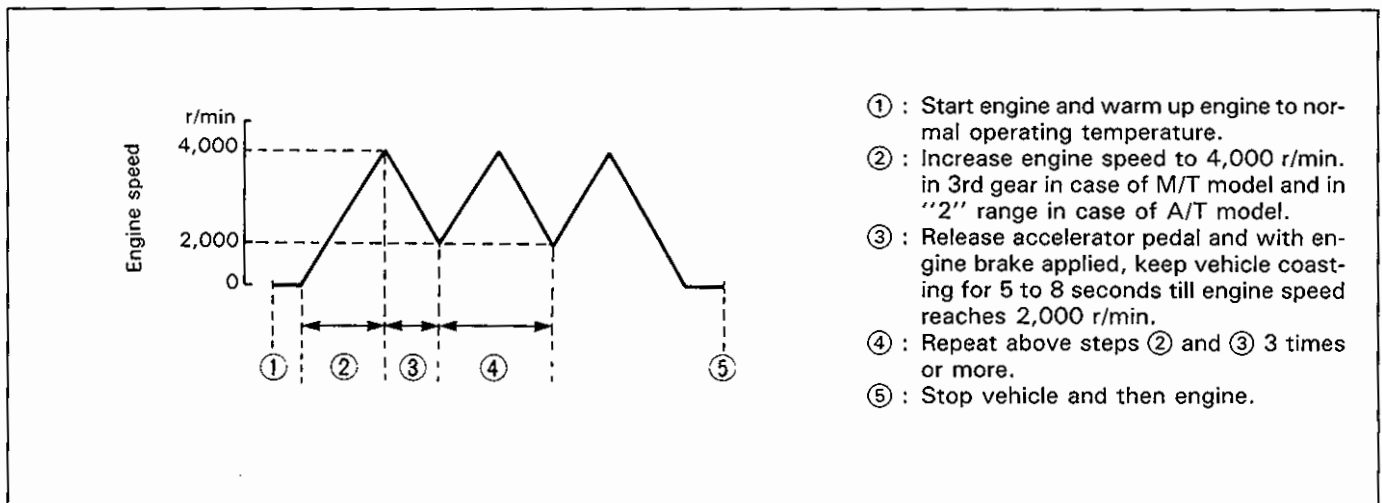 r/min
4,000
2,000
0
Engine speed
① ② ③ ④ ⑤
① : Start engine and warm up engine to nor-
mal operating temperature.
② : Increase engine speed to 4,000 r/min.
in 3rd gear in case of M/T model and in
‘‘2’’ range in case of A/T model.
③ : Release accelerator pedal and with en-
gine brake applied, keep vehicle coast-
ing for 5 to 8 seconds till engine speed
reaches 2,000 r/min.
④ : Repeat above steps ② and ③ 3 times
or more.
⑤ : Stop vehicle and then engine.